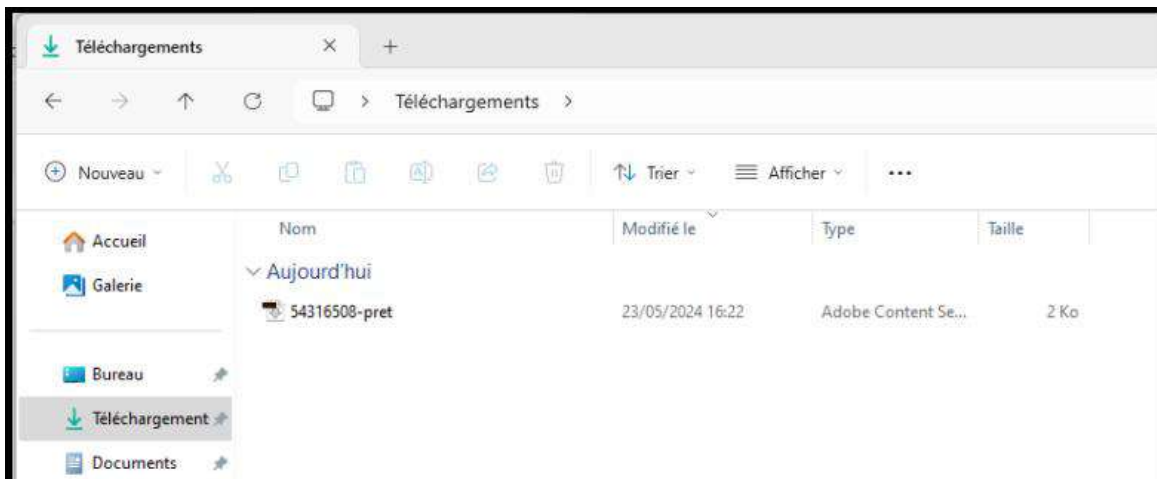 Téléchargements
Téléchargements
Nouveau
Trier
Afficher
Nom Modifié le Type Taille
Accueil
Aujourd'hui
Galerie
54316508-pret 23/05/2024 16:22 Adobe Content Se... 2 Ko
Bureau
Téléchargement
Documents